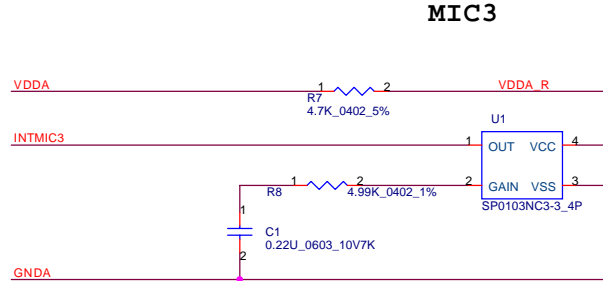 MIC3
VDDA
1
2
VDDA_R
R7
4.7K_0402_5%
U1
INTMIC3
1
OUT
VCC
4
R8
1
2
4.99K_0402_1%
2
GAIN
VSS
3
SP0103NC3-3_4P
1
C1
0.22U_0603_10V7K
2
GNDA